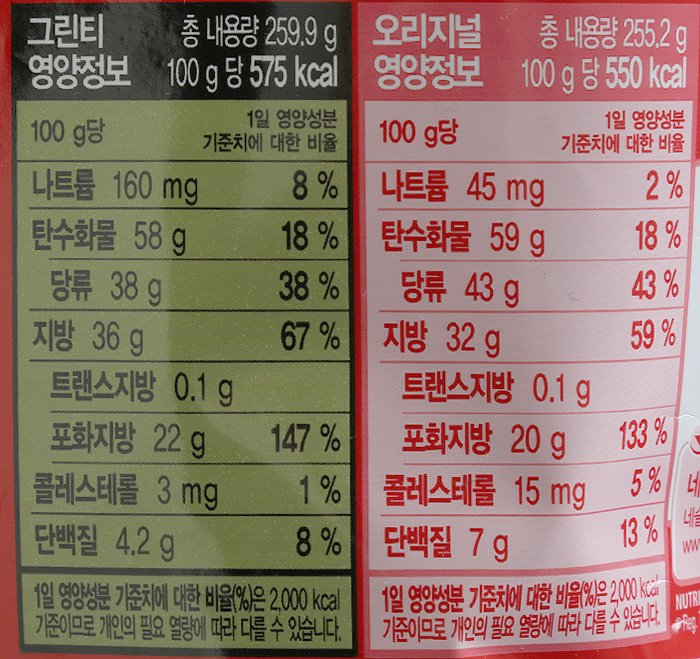 그린티 총 내용량 259.9 g
영양정보 100 g 당 575 kcal
100 g당 1일 영양성분
기준치에 대한 비율
나트륨 160 mg 8 %
탄수화물 58 g 18 %
당류 38 g 38 %
지방 36 g 67 %
트랜스지방 0.1 g
포화지방 22 g 147 %
콜레스테롤 3 mg 1 %
단백질 4.2 g 8 %
1일 영양성분 기준치에 대한 비율(%)은 2,000 kcal
기준이므로 개인의 필요 열량에 따라 다를 수 있습니다.
오리지널 총 내용량 255.2 g
영양정보 100 g 당 550 kcal
100 g당 1일 영양성분
기준치에 대한 비율
나트륨 45 mg 2 %
탄수화물 59 g 18 %
당류 43 g 43 %
지방 32 g 59 %
트랜스지방 0.1 g
포화지방 20 g 133 %
콜레스테롤 15 mg 5 %
단백질 7 g 13 %
1일 영양성분 기준치에 대한 비율(%)은 2,000 kcal
기준이므로 개인의 필요 열량에 따라 다를 수 있습니다.
네슬
NUTRI
Reg.